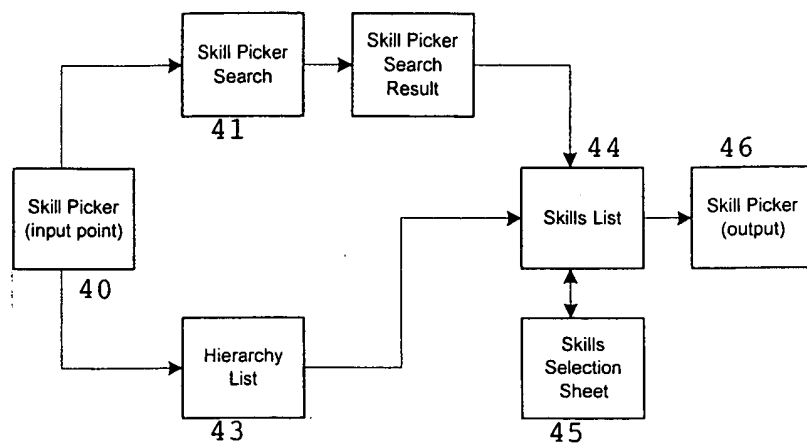 Skill Picker
Search
41
Skill Picker
Search
Result
44
46
Skill Picker
(input point)
40
Skills List
Skill Picker
(output)
Hierarchy
List
43
Skills
Selection
Sheet
45